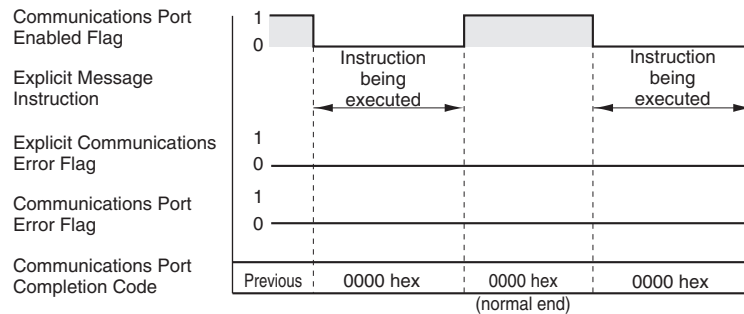 Communications Port
Enabled Flag
1
0
Explicit Message
Instruction
Instruction
being
executed
Instruction
being
executed
Explicit Communications
Error Flag
1
0
Communications Port
Error Flag
1
0
Communications Port
Completion Code
Previous 0000 hex 0000 hex 0000 hex
(normal end)